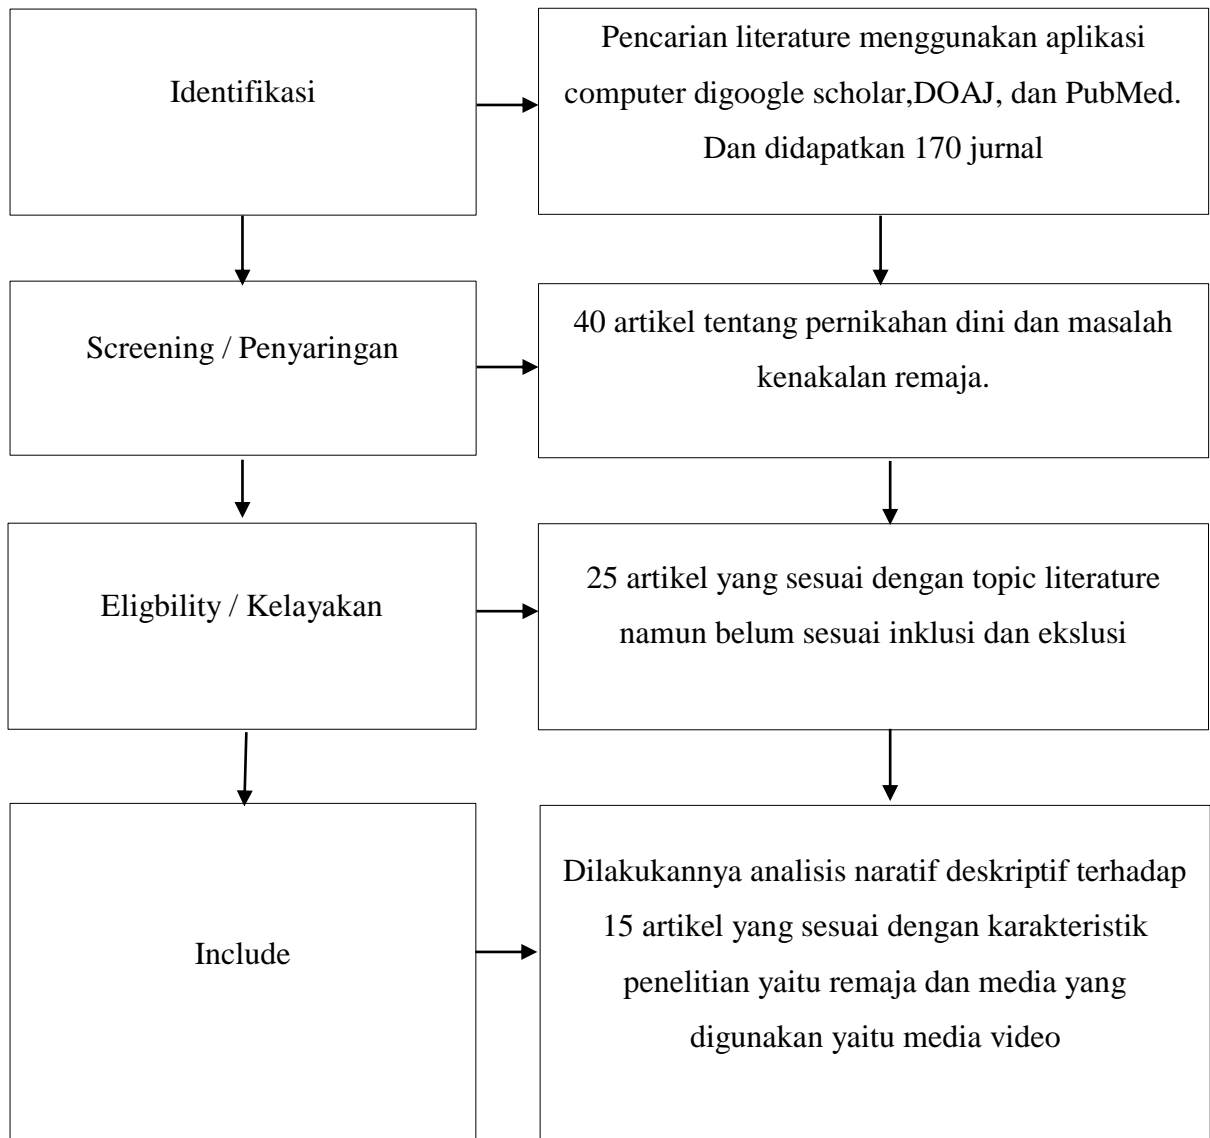 Identifikasi
Pencarian literature menggunakan aplikasi
computer digoogle scholar,DOAJ, dan PubMed.
Dan didapatkan 170 jurnal
Screening / Penyaringan
40 artikel tentang pernikahan dini dan masalah
kenakalan remaja.
Eligbility / Kelayakan
25 artikel yang sesuai dengan topic literature
namun belum sesuai inklusi dan ekslusi
Include
Dilakukannya analisis naratif deskriptif terhadap
15 artikel yang sesuai dengan karakteristik
penelitian yaitu remaja dan media yang
digunakan yaitu media video